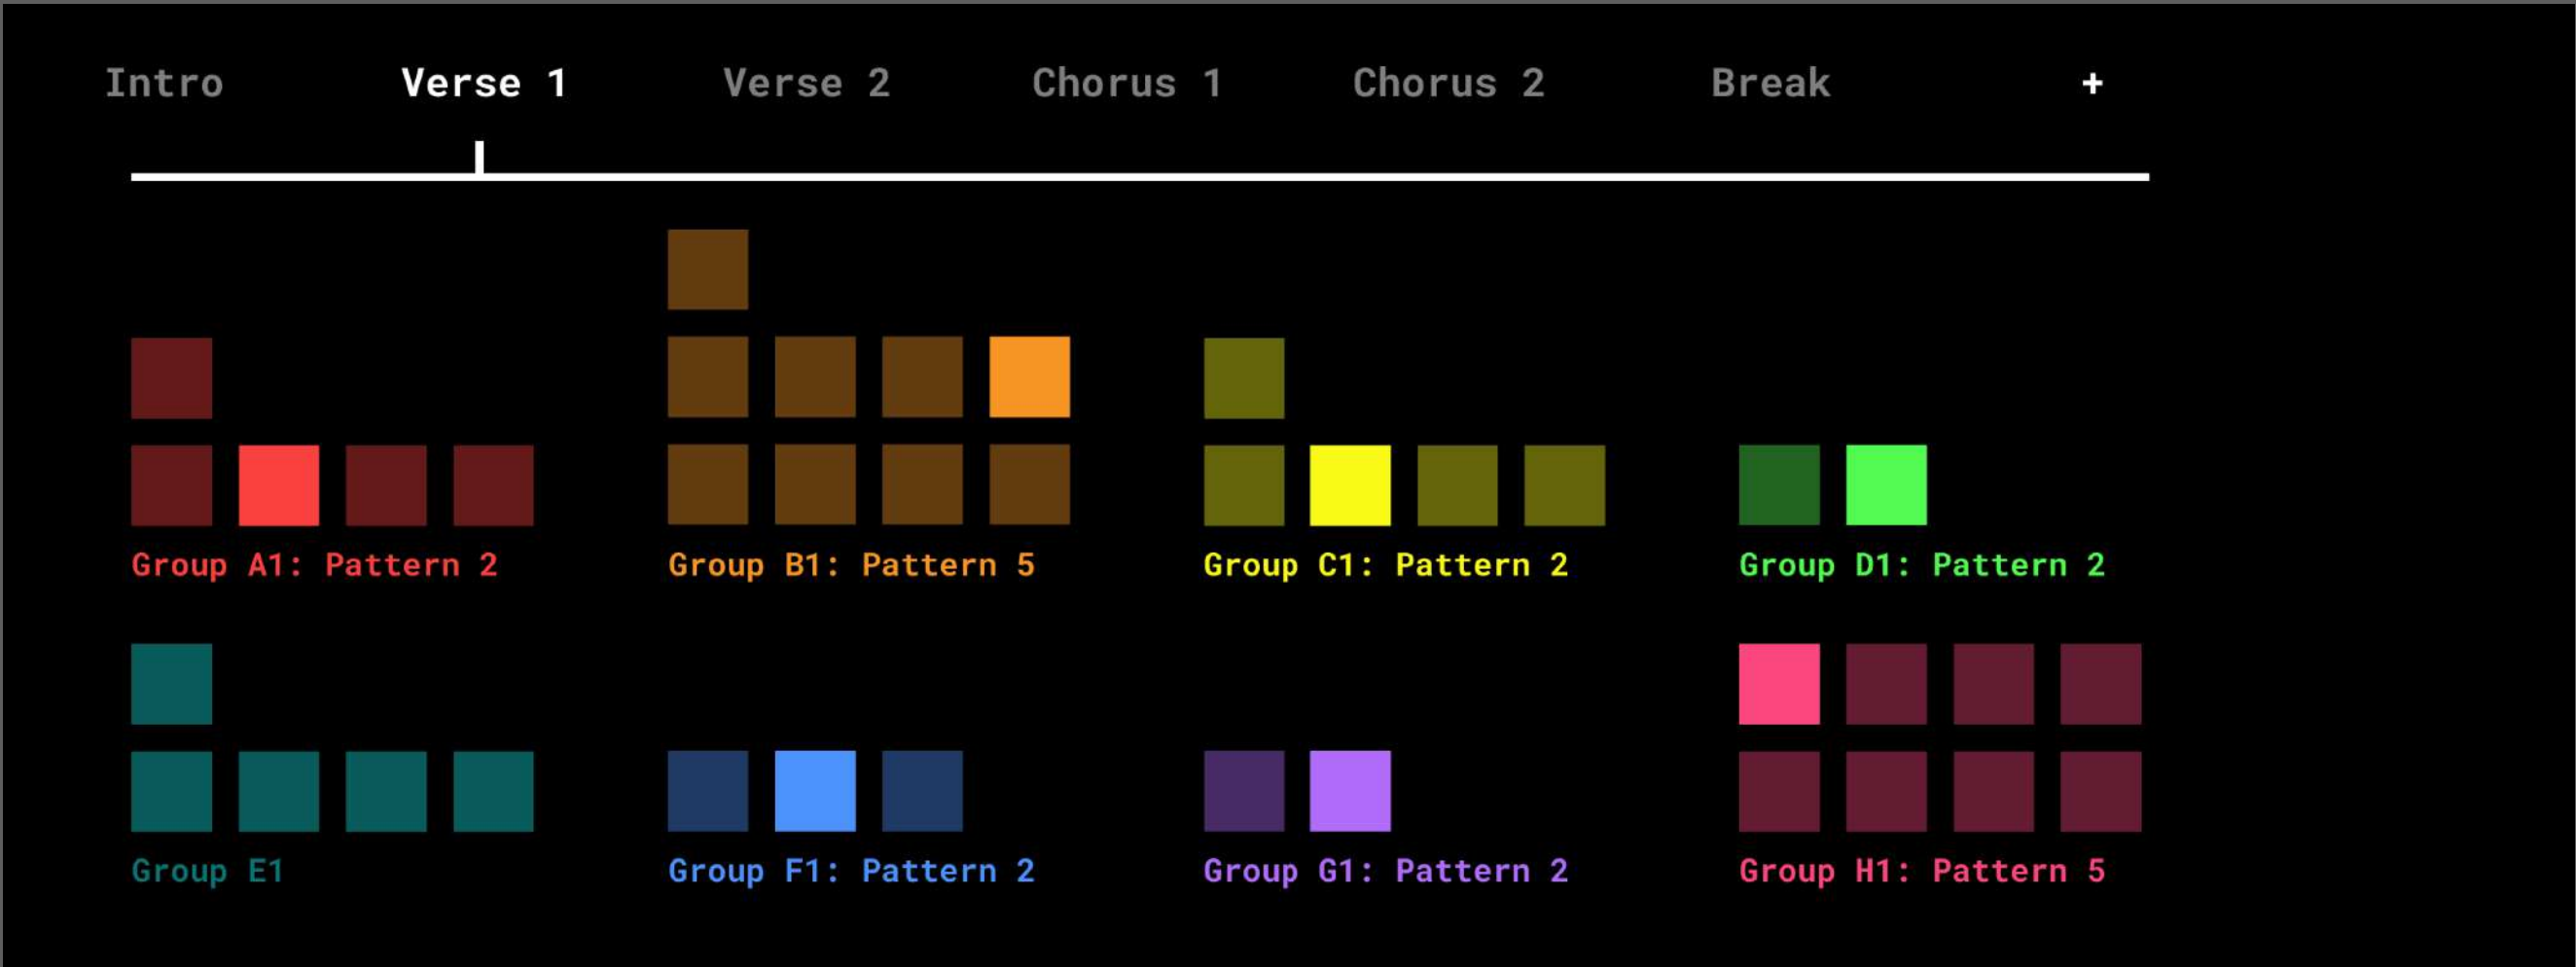 Intro Verse 1 Verse 2 Chorus 1 Chorus 2 Break +
Group A1: Pattern 2 Group B1: Pattern 5 Group C1: Pattern 2 Group D1: Pattern 2
Group E1 Group F1: Pattern 2 Group G1: Pattern 2 Group H1: Pattern 5